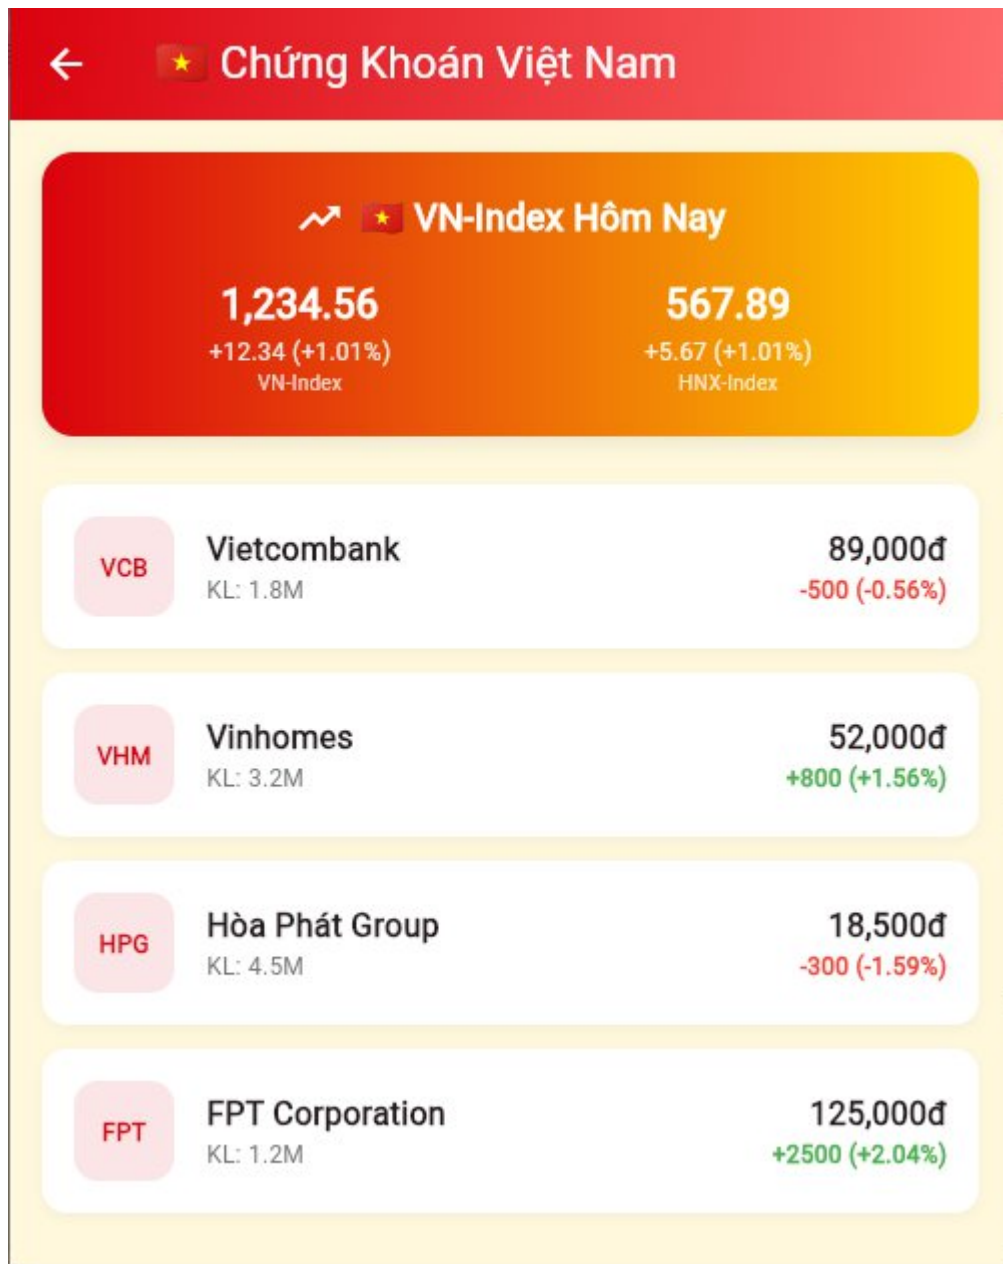 Chứng Khoán Việt Nam
VN-Index Hôm Nay
1,234.56
+12.34 (+1.01%)
VN-Index
567.89
+5.67 (+1.01%)
HNX-Index
VCB
Vietcombank
KL: 1.8M
89,000đ
-500 (-0.56%)
VHM
Vinhomes
KL: 3.2M
52,000đ
+800 (+1.56%)
HPG
Hòa Phát Group
KL: 4.5M
18,500đ
-300 (-1.59%)
FPT
FPT Corporation
KL: 1.2M
125,000đ
+2500 (+2.04%)